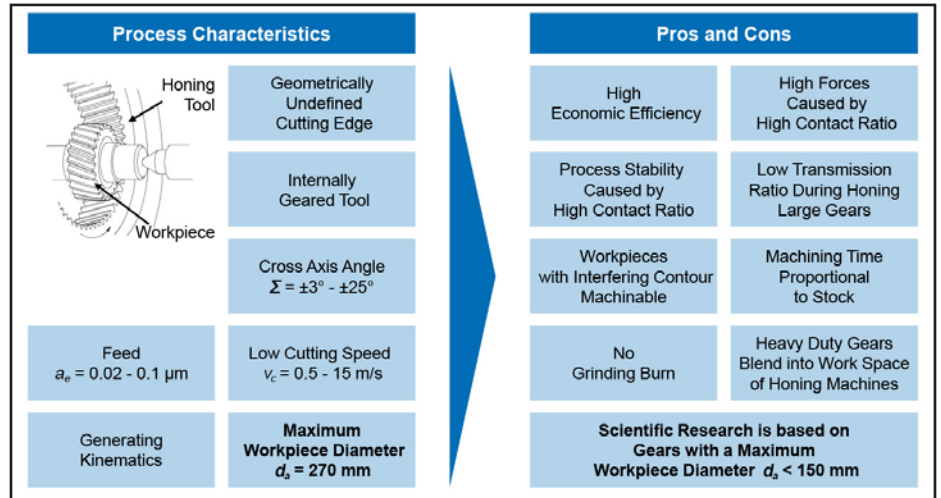 Process Characteristics
Honing
Tool
Workpiece
Geometrically
Undefined
Cutting Edge
Internally
Geared Tool
Cross Axis Angle
Σ = ±3° - ±25°
Feed
aₑ = 0.02 - 0.1 µm
Low Cutting Speed
v꜀ = 0.5 - 15 m/s
Generating
Kinematics
Maximum
Workpiece Diameter
dₐ = 270 mm
Pros and Cons
High
Economic Efficiency
High Forces
Caused by
High Contact Ratio
Process Stability
Caused by
High Contact Ratio
Low Transmission
Ratio During Honing
Large Gears
Workpieces
with Interfering Contour
Machinable
Machining Time
Proportional
to Stock
No
Grinding Burn
Heavy Duty Gears
Blend into Work Space
of Honing Machines
Scientific Research is based on
Gears with a Maximum
Workpiece Diameter dₐ < 150 mm